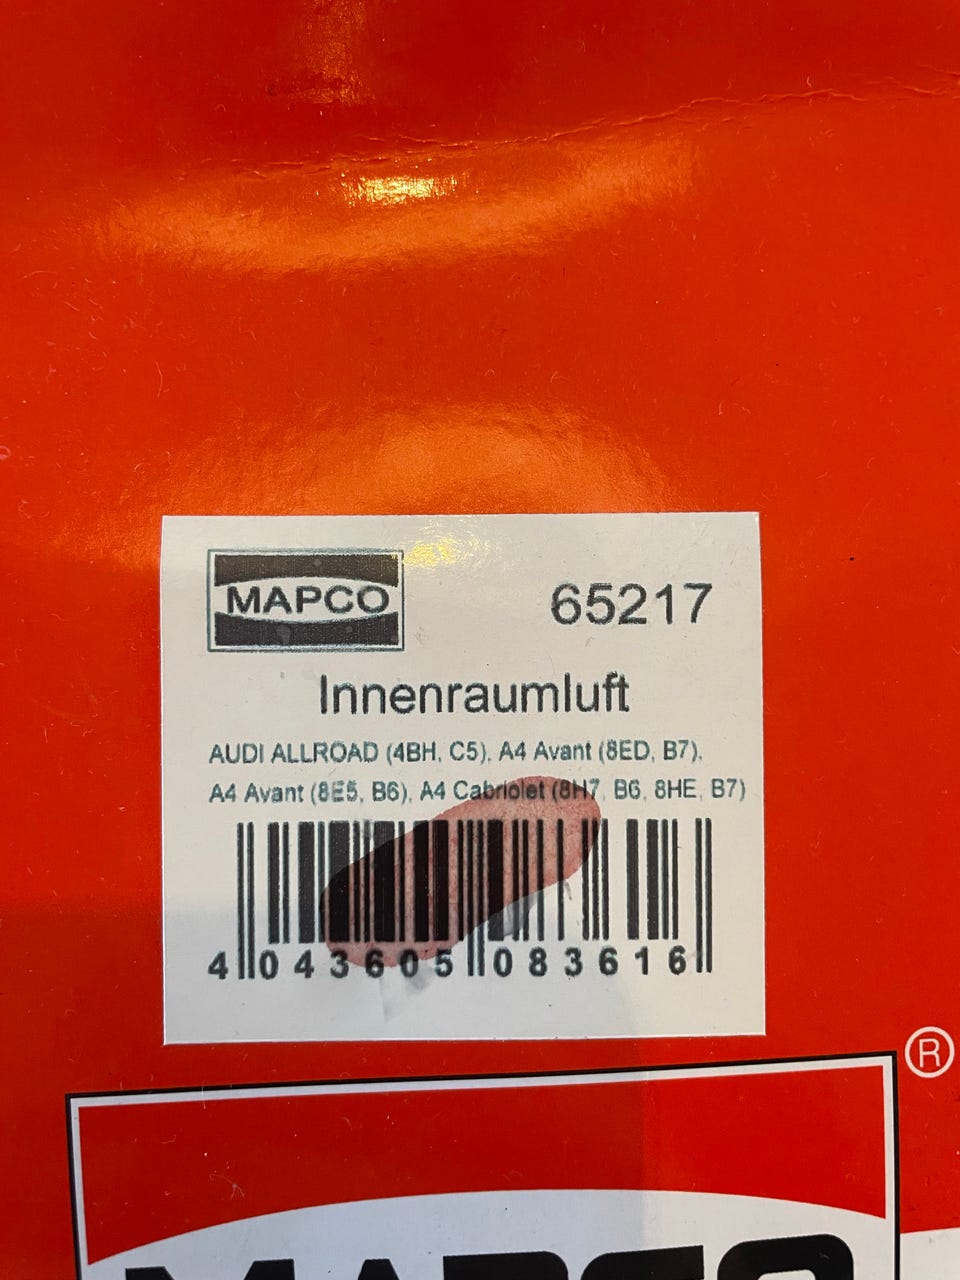 MAPCO
65217
Innenraumluft
AUDI ALLROAD (4BH, C5), A4 Avant (8ED, B7),
A4 Avant (8E5, B6), A4 Cabriolet (8H7, B6, 8HE, B7)
4 043605 083616
®
MAPCO